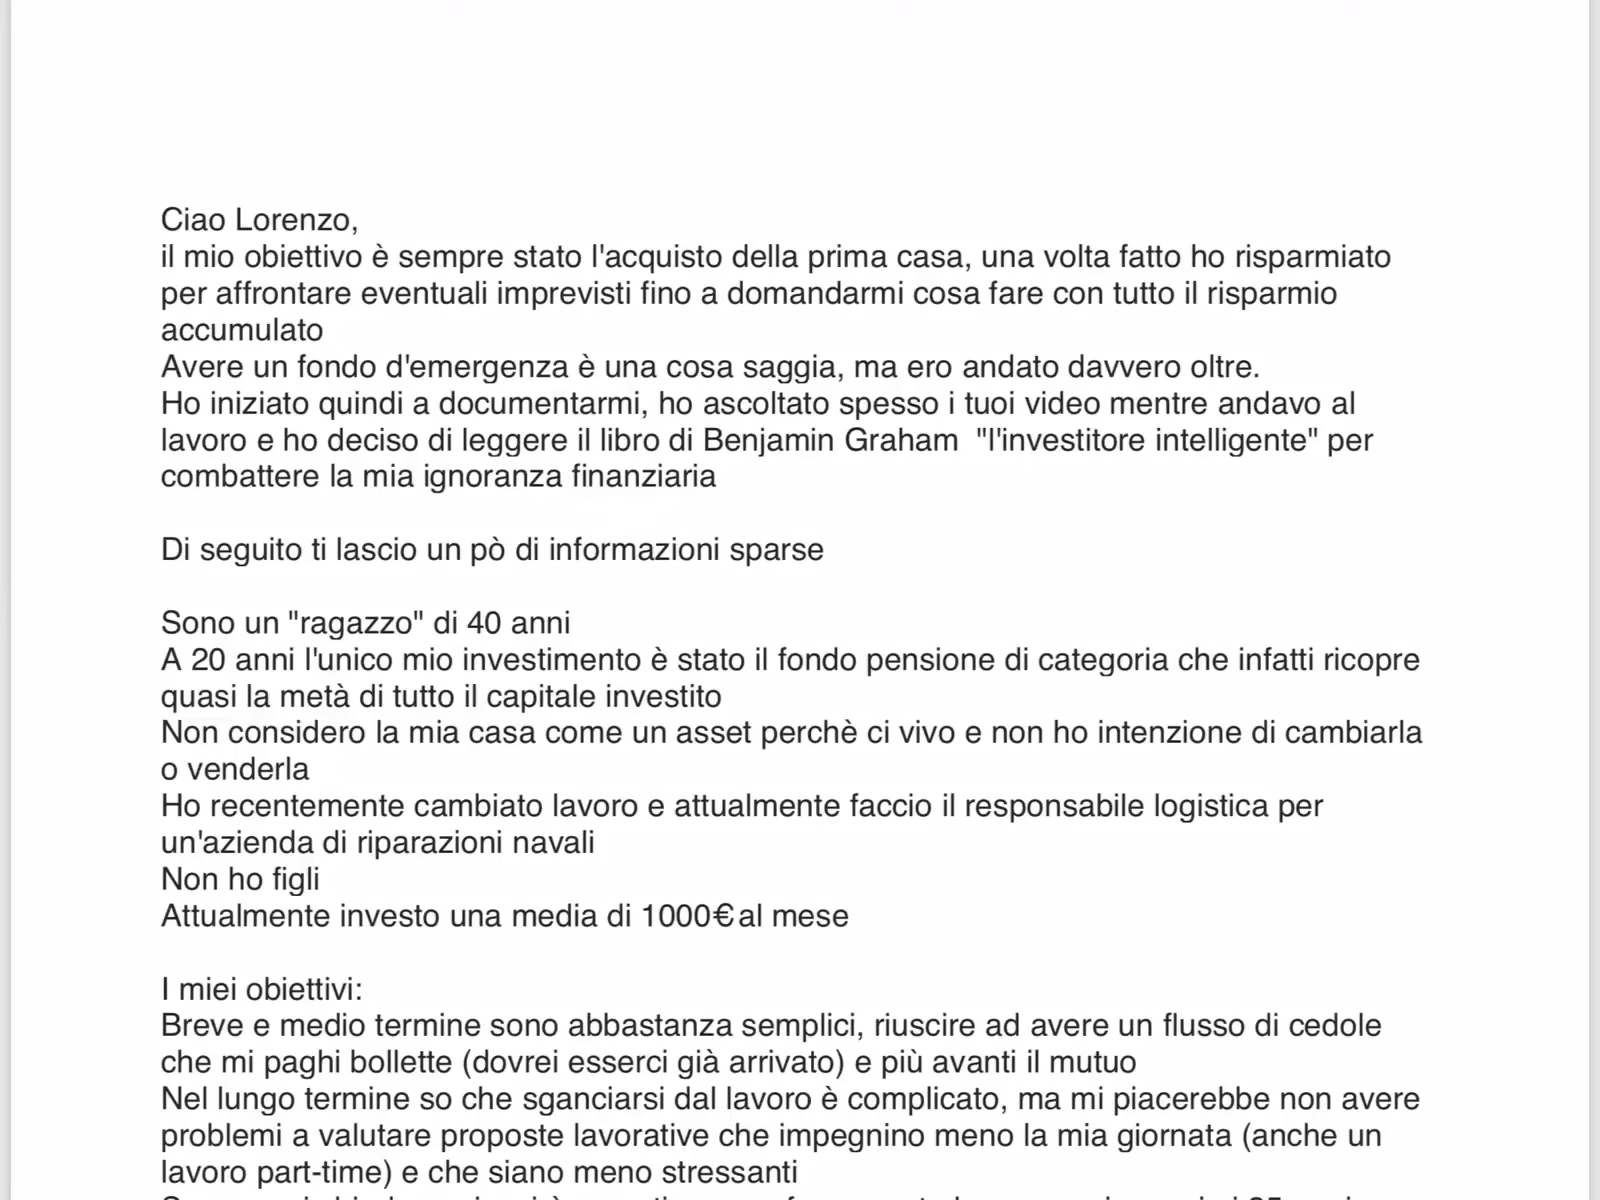 Ciao Lorenzo,
il mio obiettivo è sempre stato l'acquisto della prima casa, una volta fatto ho risparmiato
per affrontare eventuali imprevisti fino a domandarmi cosa fare con tutto il risparmio
accumulato
Avere un fondo d'emergenza è una cosa saggia, ma ero andato davvero oltre.
Ho iniziato quindi a documentarmi, ho ascoltato spesso i tuoi video mentre andavo al
lavoro e ho deciso di leggere il libro di Benjamin Graham  "l'investitore intelligente" per
combattere la mia ignoranza finanziaria
Di seguito ti lascio un pò di informazioni sparse
Sono un "ragazzo" di 40 anni
A 20 anni l'unico mio investimento è stato il fondo pensione di categoria che infatti ricopre
quasi la metà di tutto il capitale investito
Non considero la mia casa come un asset perchè ci vivo e non ho intenzione di cambiarla
o venderla
Ho recentemente cambiato lavoro e attualmente faccio il responsabile logistica per
un'azienda di riparazioni navali
Non ho figli
Attualmente investo una media di 1000€ al mese
I miei obiettivi:
Breve e medio termine sono abbastanza semplici, riuscire ad avere un flusso di cedole
che mi paghi bollette (dovrei esserci già arrivato) e più avanti il mutuo
Nel lungo termine so che sganciarsi dal lavoro è complicato, ma mi piacerebbe non avere
problemi a valutare proposte lavorative che impegnino meno la mia giornata (anche un
lavoro part-time) e che siano meno stressanti